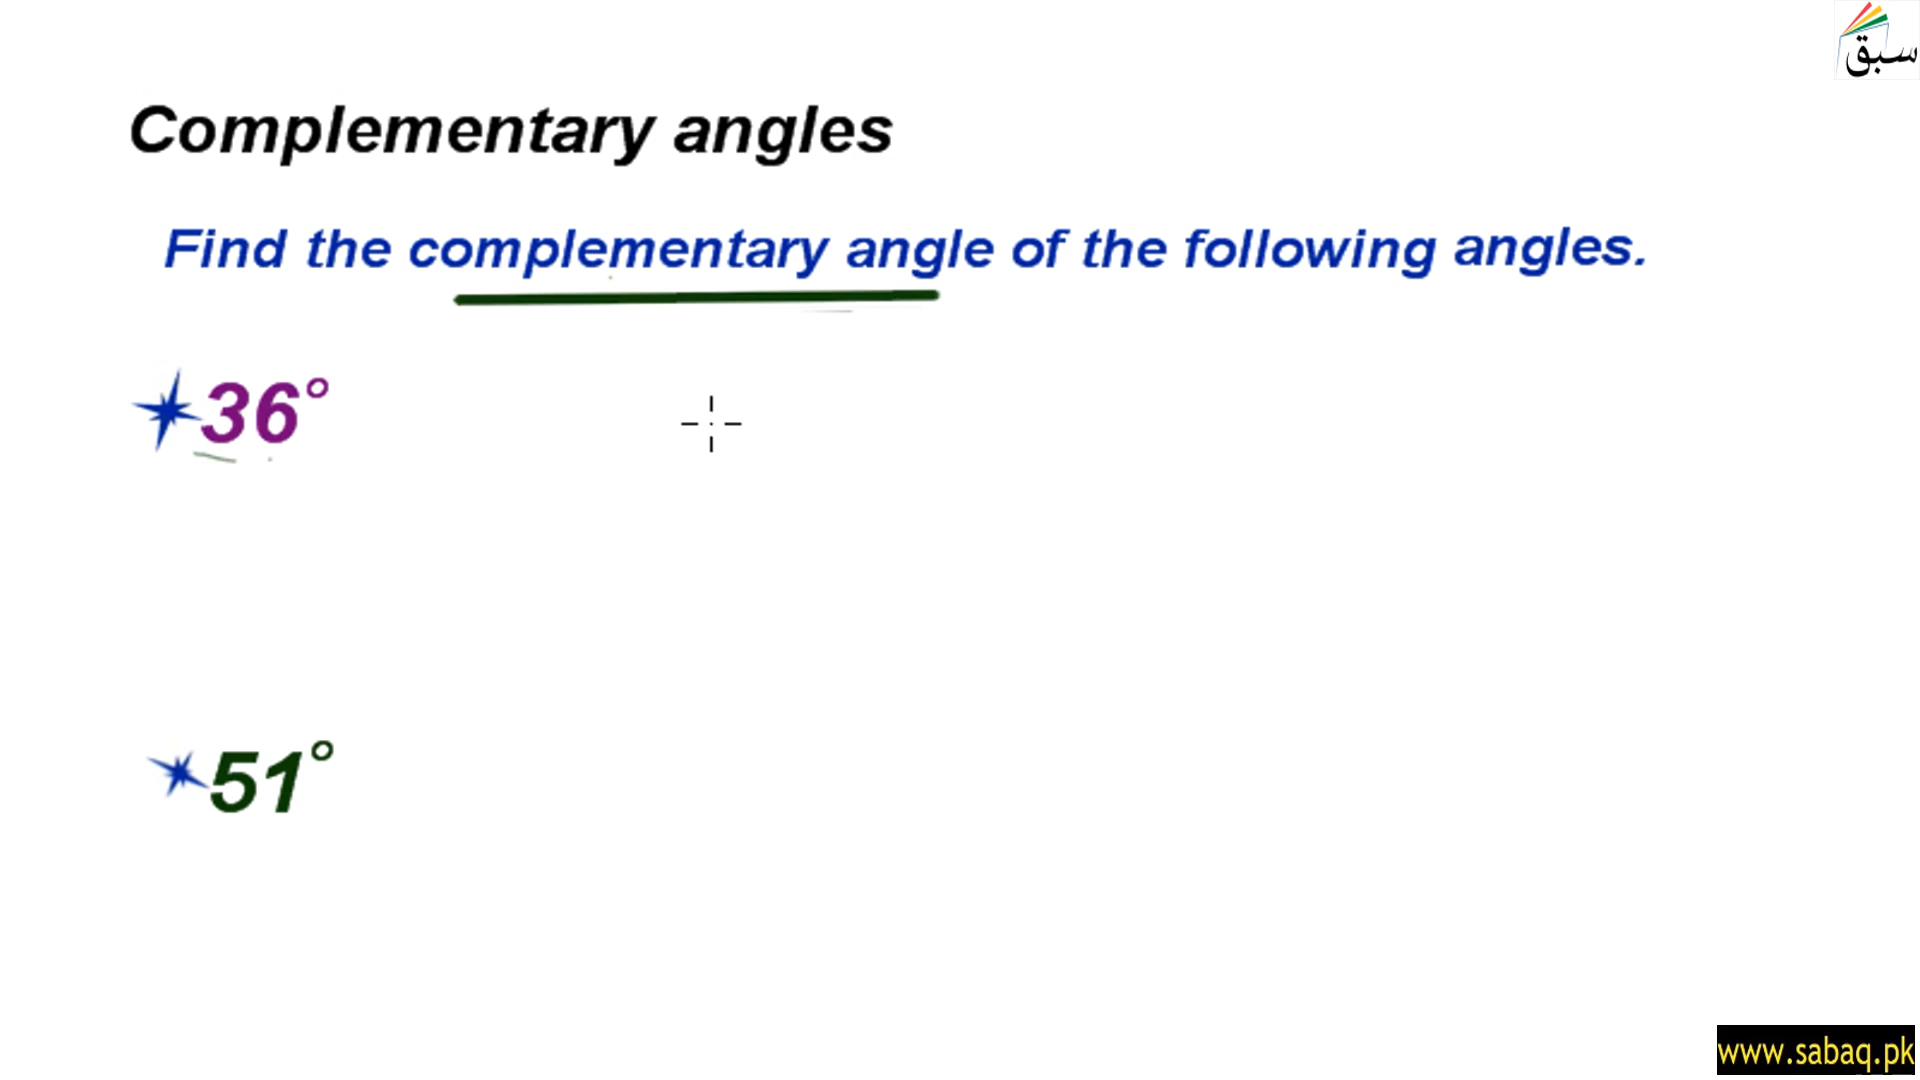 سبق
Complementary angles
Find the complementary angle of the following angles.
36°
51°
www.sabaq.pk